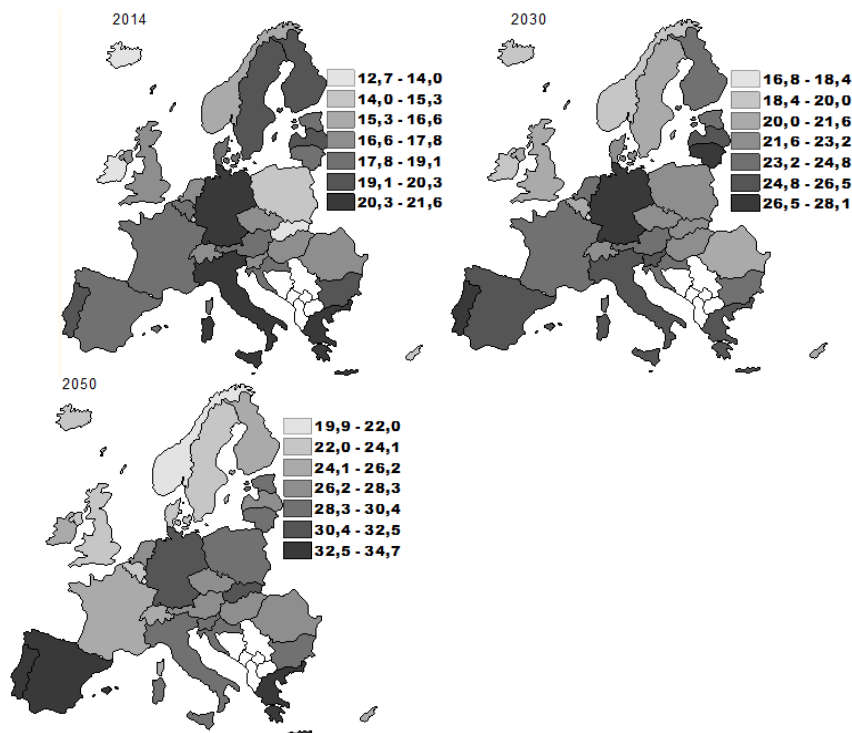 2014
12,7 - 14,0
14,0 - 15,3
15,3 - 16,6
16,6 - 17,8
17,8 - 19,1
19,1 - 20,3
20,3 - 21,6
2030
16,8 - 18,4
18,4 - 20,0
20,0 - 21,6
21,6 - 23,2
23,2 - 24,8
24,8 - 26,5
26,5 - 28,1
2050
19,9 - 22,0
22,0 - 24,1
24,1 - 26,2
26,2 - 28,3
28,3 - 30,4
30,4 - 32,5
32,5 - 34,7